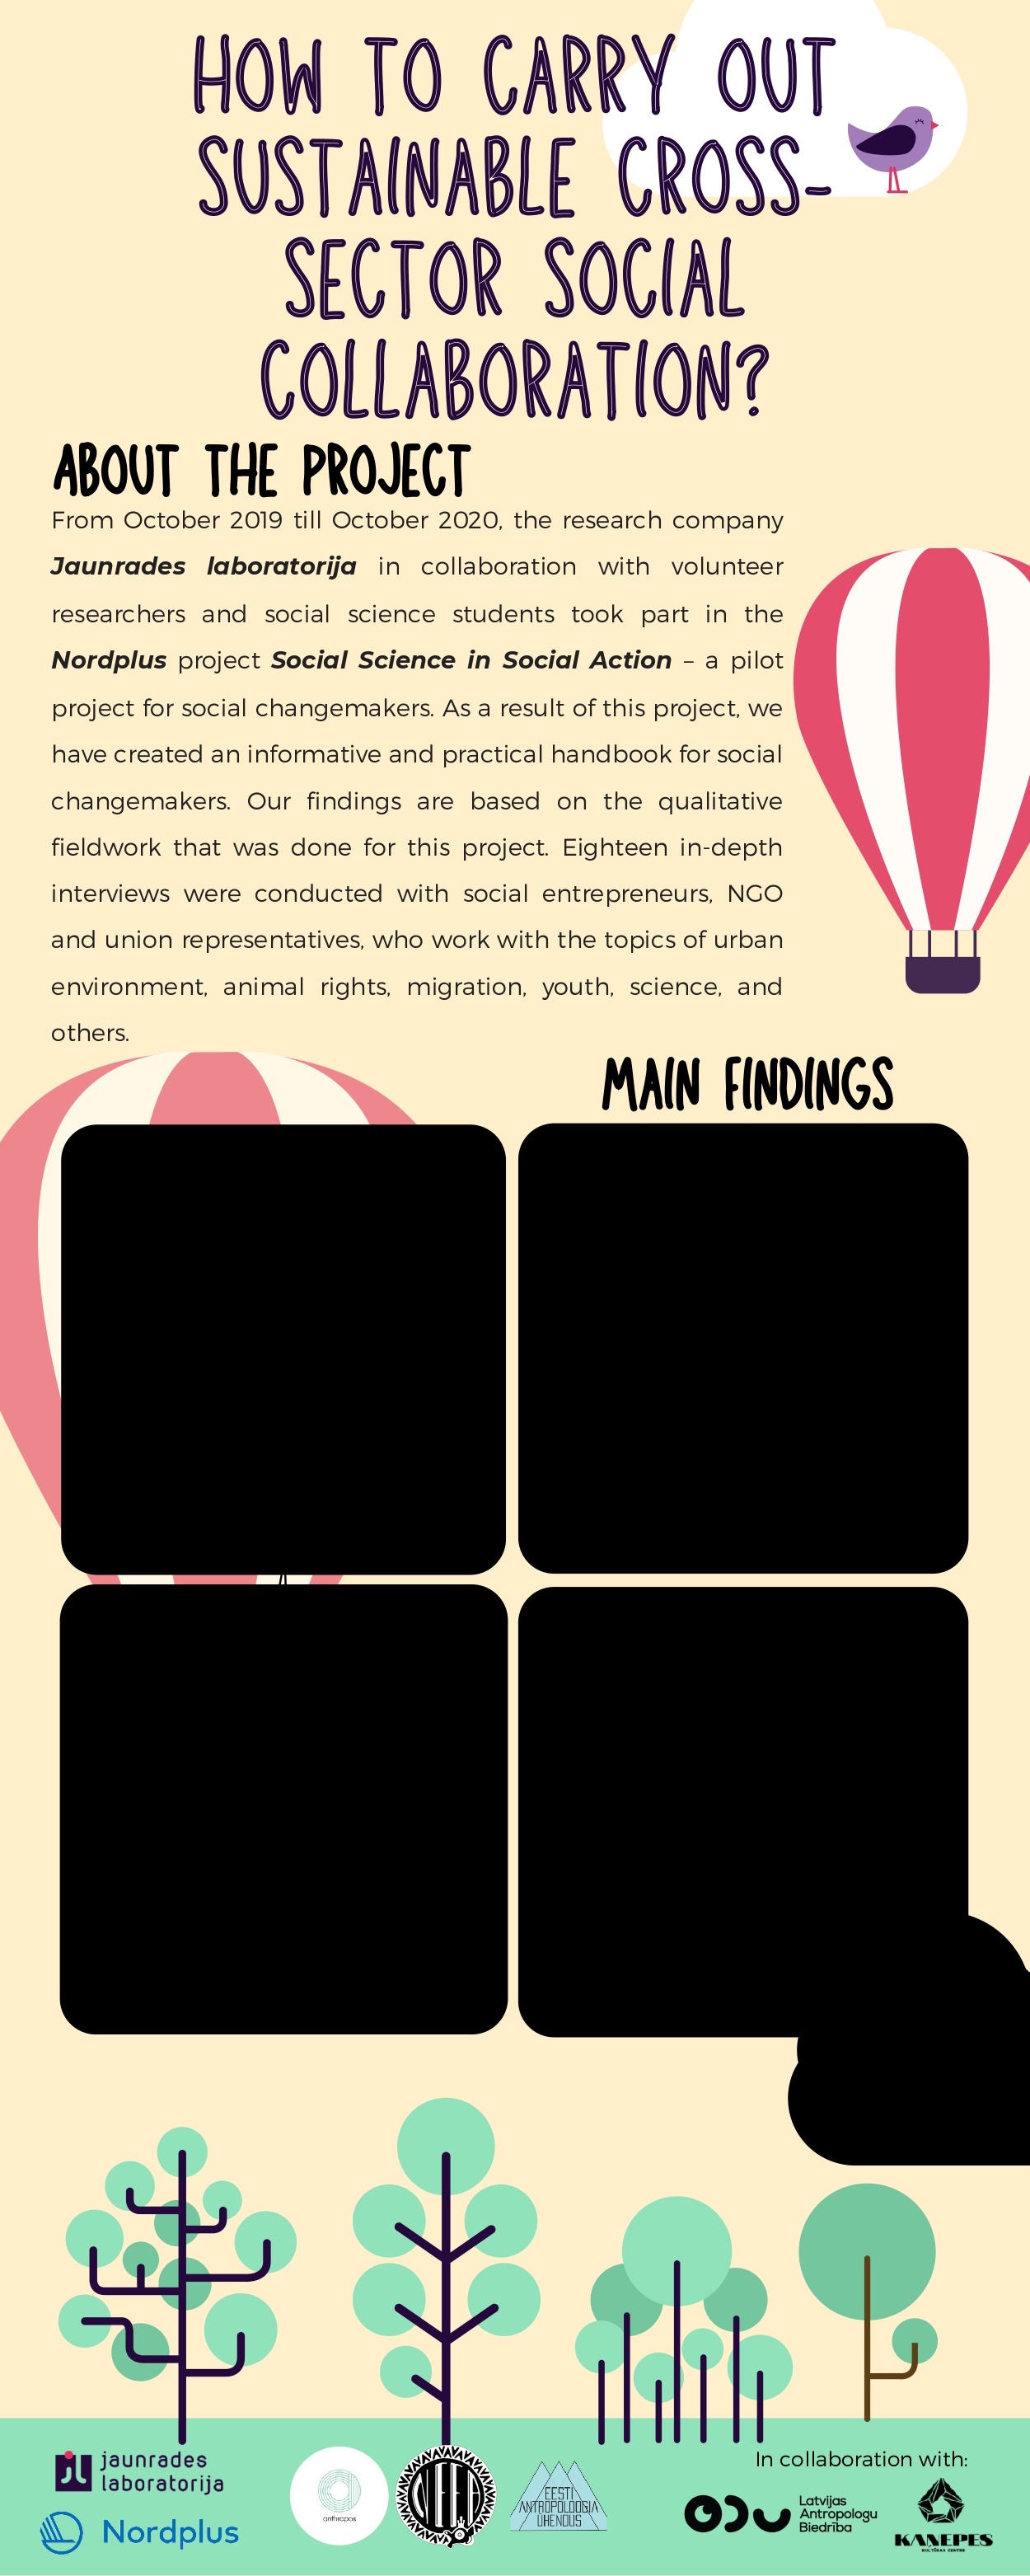 HOW TO CARRY OUT
SUSTAINABLE CROSS-
SECTOR SOCIAL
COLLABORATION?
ABOUT THE PROJECT
From October 2019 till October 2020, the research company
Jaunrades laboratorija in collaboration with volunteer
researchers and social science students took part in the
Nordplus project Social Science in Social Action – a pilot
project for social changemakers. As a result of this project, we
have created an informative and practical handbook for social
changemakers. Our findings are based on the qualitative
fieldwork that was done for this project. Eighteen in-depth
interviews were conducted with social entrepreneurs, NGO
and union representatives, who work with the topics of urban
environment, animal rights, migration, youth, science, and
others.
MAIN FINDINGS
jaunrades
laboratorija
Nordplus
anthropos
EESTI
ANTROPOLOOGIA
ÜHENDUS
In collaboration with:
Latvijas
Antropologu
Biedrība
KAŅEPES
KULTŪRAS CENTRS